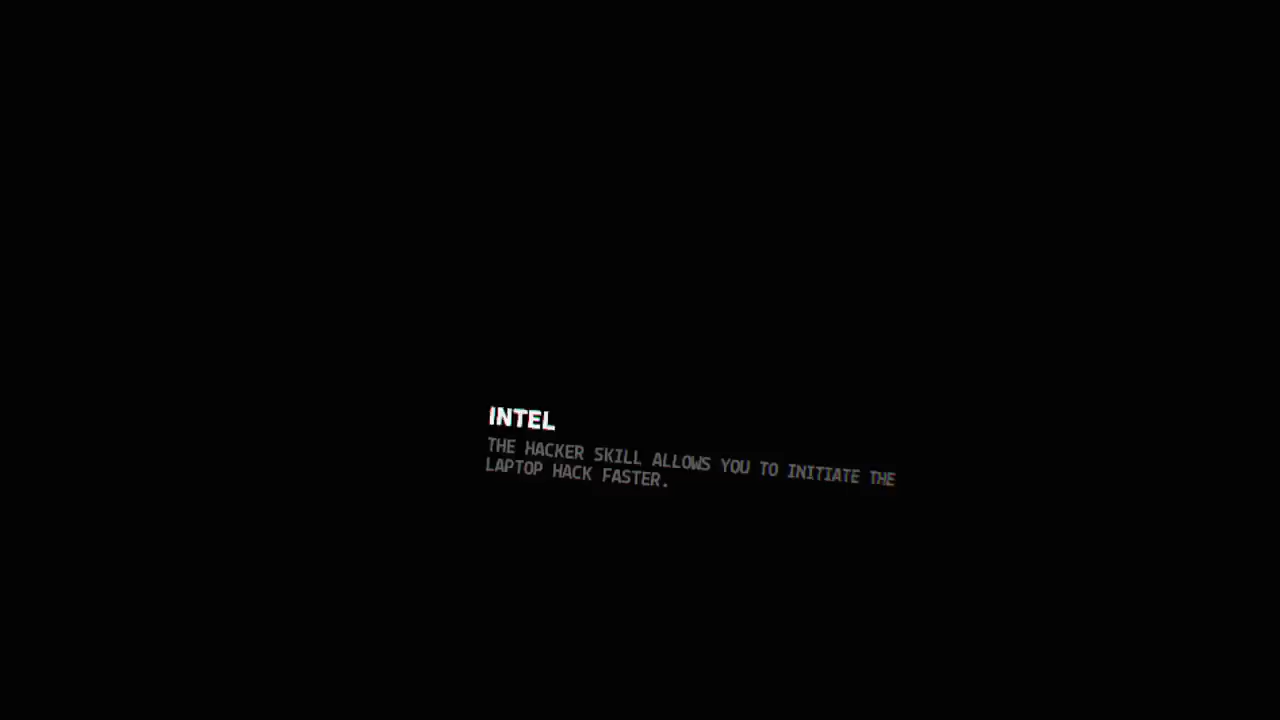 INTEL
THE HACKER SKILL ALLOWS YOU TO INITIATE THE
LAPTOP HACK FASTER.